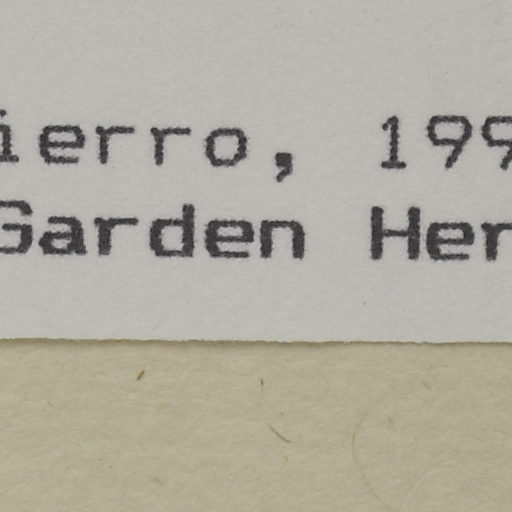 ierro, 199
Garden Her